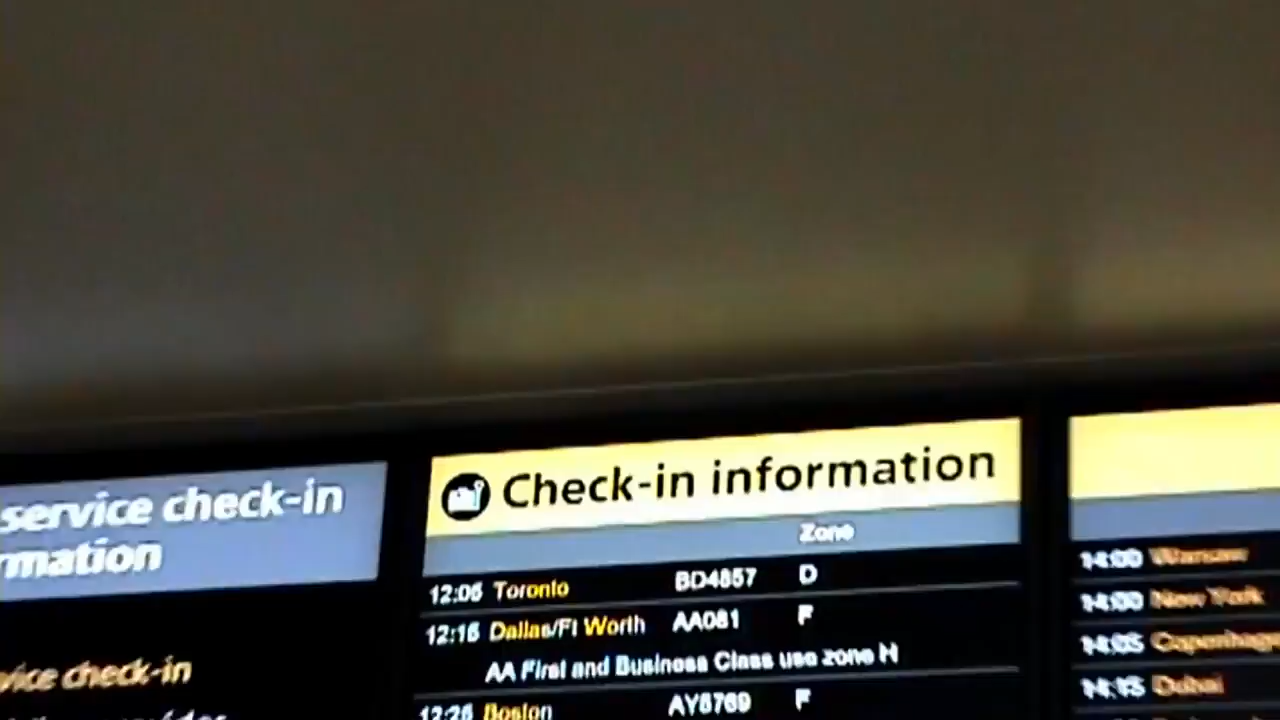 service check-in
rmation
vice check-in
Check-in information
Zone
12:05 Toronto BD4857 D
12:15 Dallas/Ft Worth AA081 F
AA First and Business Class use zone H
12:25 Boston AY5769 F
14:00 Warsaw
14:00 New York
14:05 Copenhage
14:15 Dubai